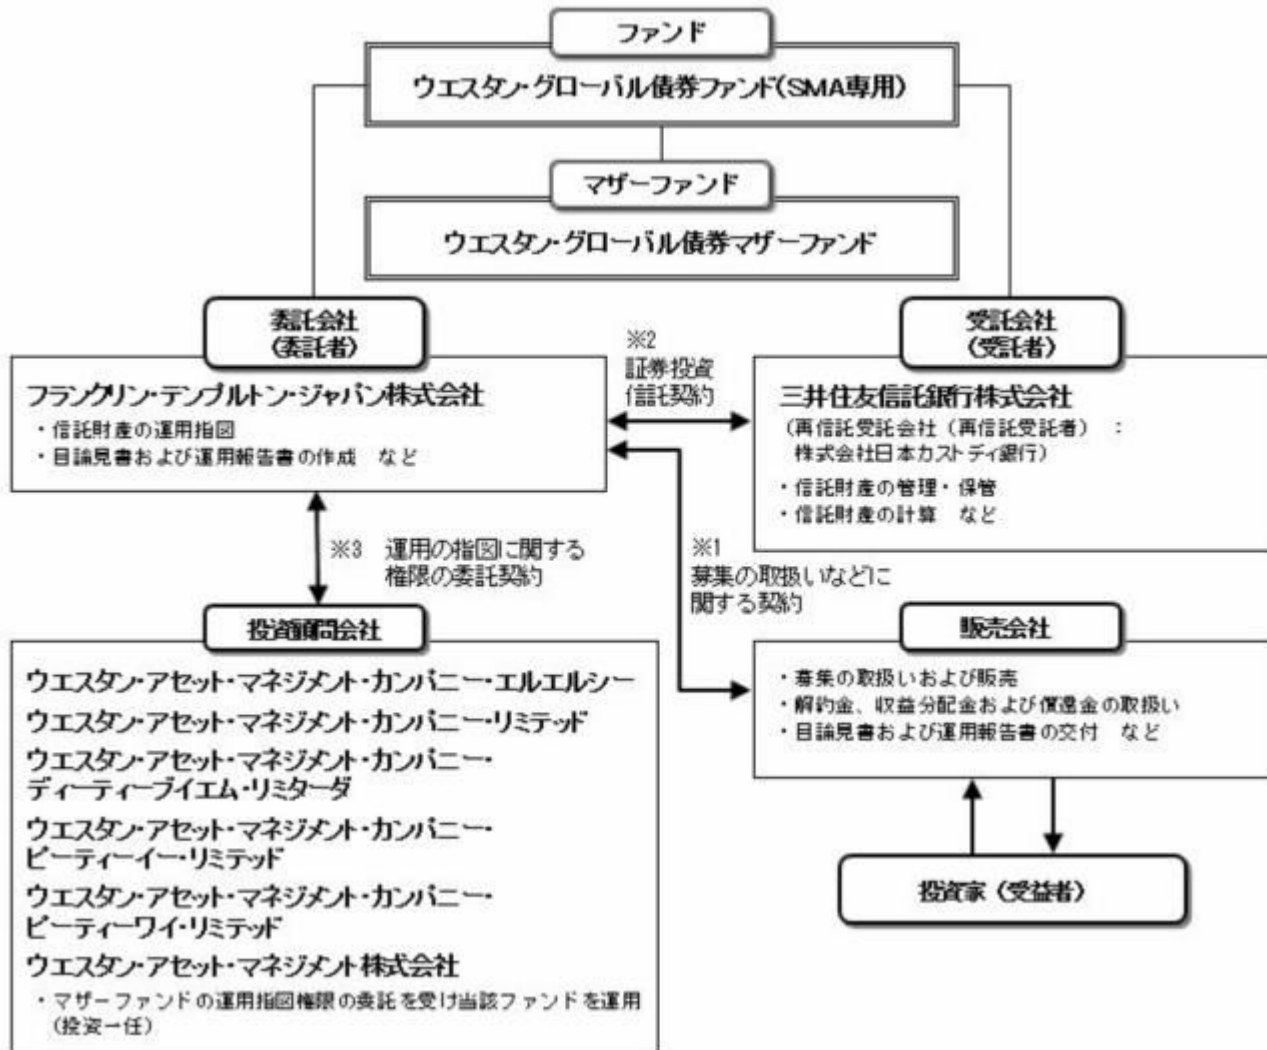 ファンド
ウエスタン・グローバル債券ファンド(SMA専用)
マザーファンド
ウエスタン・グローバル債券マザーファンド
委託会社
(委託者)
フランクリン・テンプルトン・ジャパン株式会社
・信託財産の運用指図
・目論見書および運用報告書の作成 など
※2
証券投資
信託契約
受託会社
(受託者)
三井住友信託銀行株式会社
(再信託受託会社(再信託受託者) :
株式会社日本カストディ銀行)
・信託財産の管理・保管
・信託財産の計算 など
※3 運用の指図に関する
権限の委託契約
※1
募集の取扱いなどに
関する契約
投資顧問会社
ウエスタン・アセット・マネジメント・カンパニー・エルエルシー
ウエスタン・アセット・マネジメント・カンパニー・リミテッド
ウエスタン・アセット・マネジメント・カンパニー・
ディーティーブイエム・リミターダ
ウエスタン・アセット・マネジメント・カンパニー・
ピーティーイー・リミテッド
ウエスタン・アセット・マネジメント・カンパニー・
ピーティーワイ・リミテッド
ウエスタン・アセット・マネジメント株式会社
・マザーファンドの運用指図権限の委託を受け当該ファンドを運用
(投資一任)
販売会社
・募集の取扱いおよび販売
・解約金、収益分配金および償還金の取扱い
・目論見書および運用報告書の交付 など
投資家(受益者)